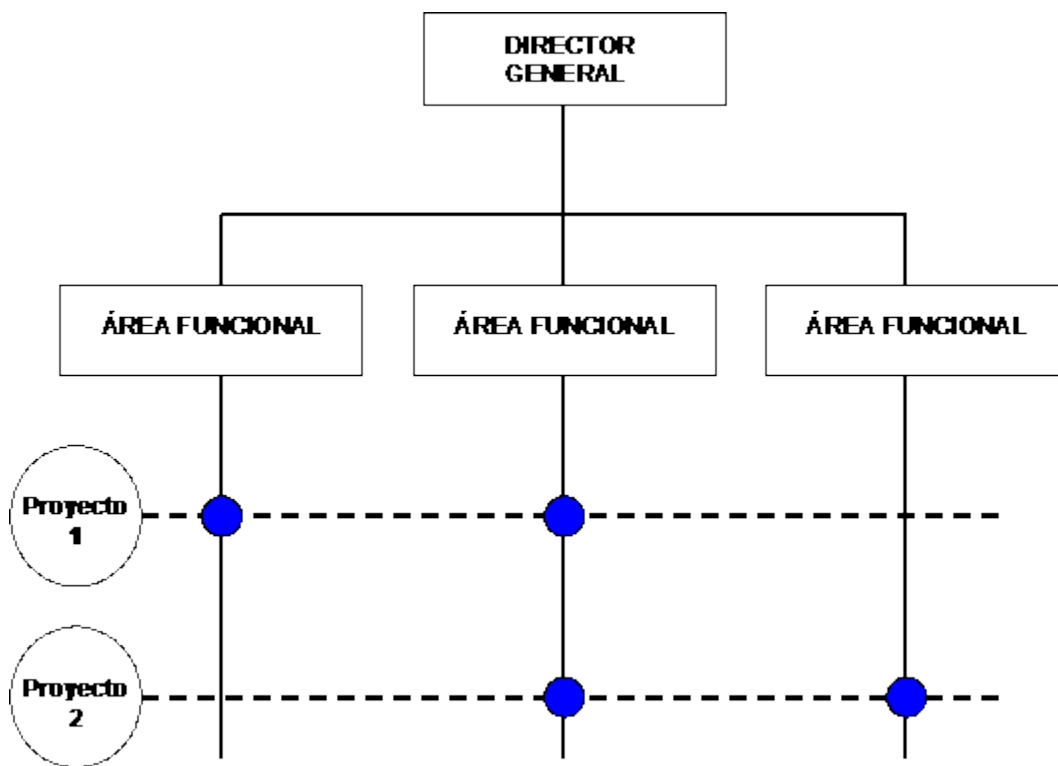 DIRECTOR
GENERAL
ÁREA FUNCIONAL
ÁREA FUNCIONAL
ÁREA FUNCIONAL
Proyecto
1
Proyecto
2